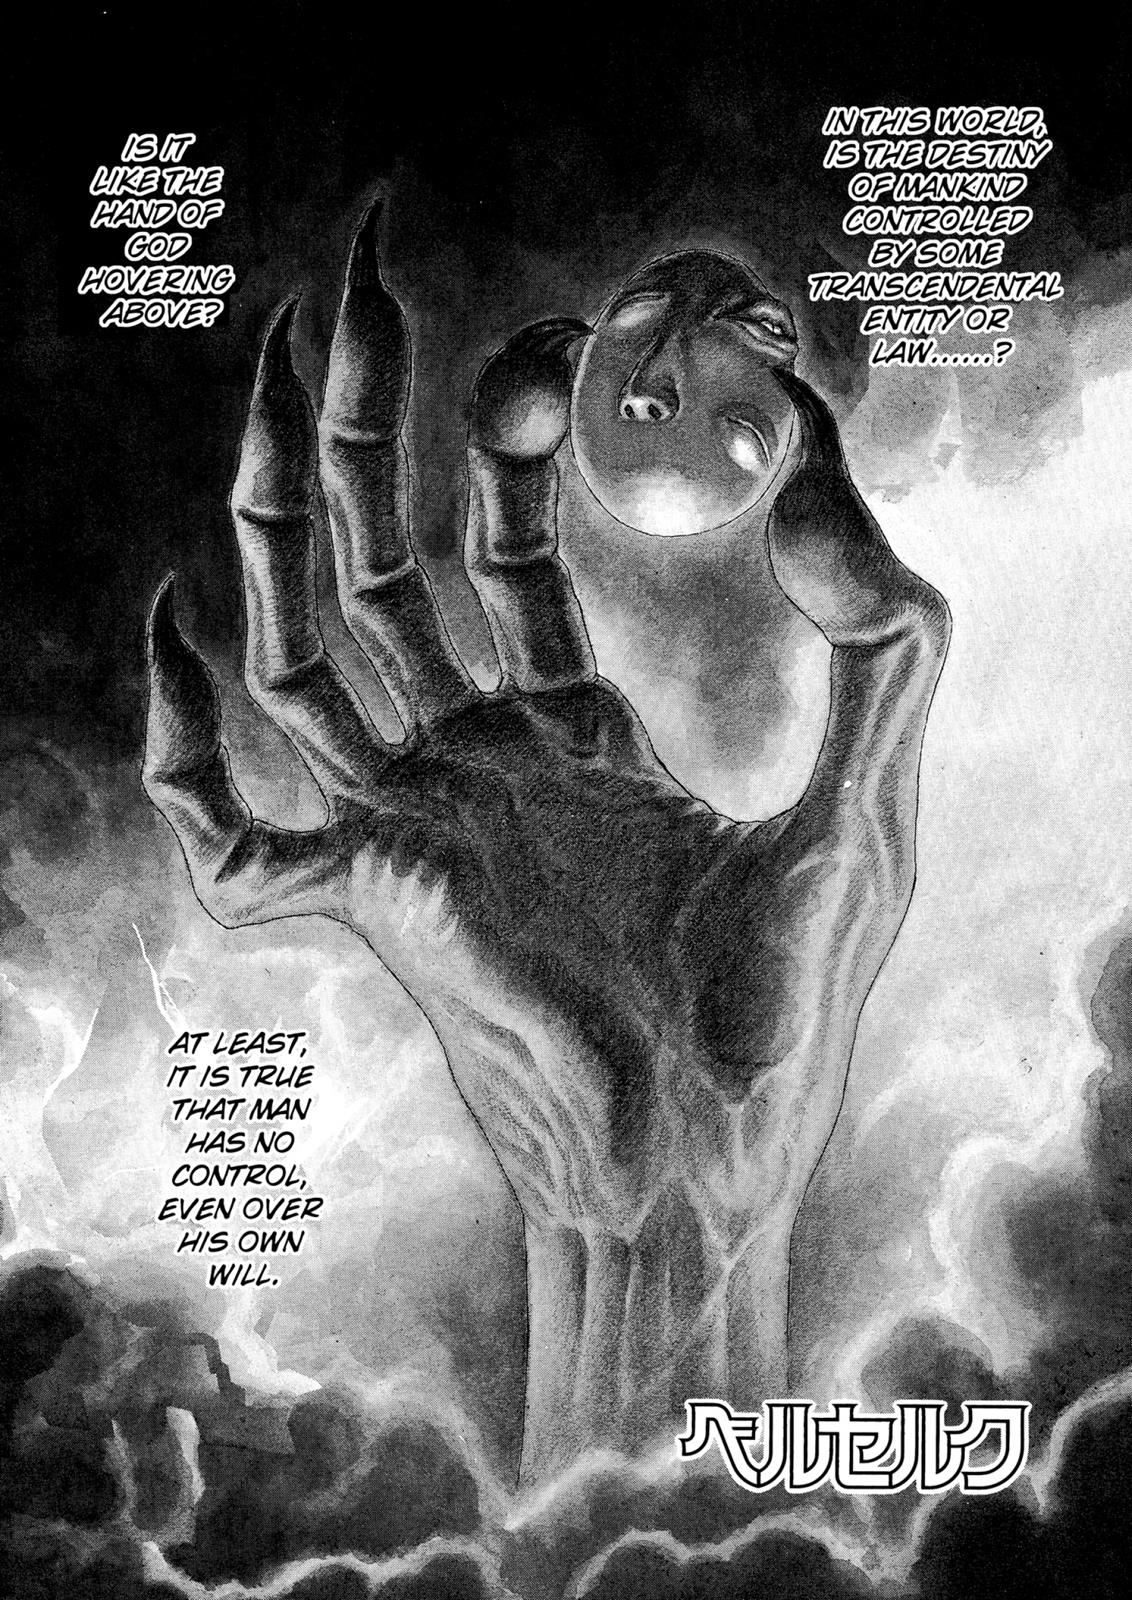 IN THIS WORLD,
IS THE DESTINY
OF MANKIND
CONTROLLED
BY SOME
TRANSCENDENTAL
ENTITY OR
LAW......?
IS IT
LIKE THE
HAND OF
GOD
HOVERING
ABOVE?
AT LEAST,
IT IS TRUE
THAT MAN
HAS NO
CONTROL,
EVEN OVER
HIS OWN
WILL.
ベルセルク